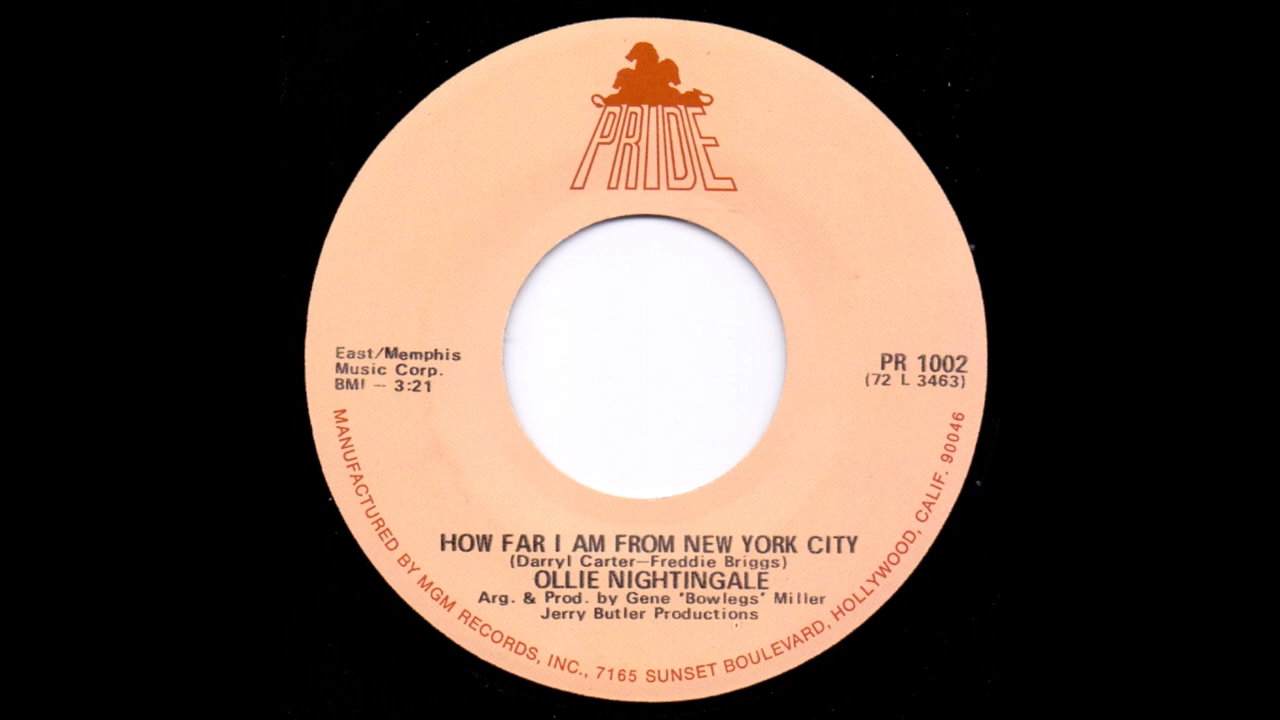 PRIDE
East/Memphis
Music Corp.
BMI — 3:21
PR 1002
(72 L 3463)
HOW FAR I AM FROM NEW YORK CITY
(Darryl Carter—Freddie Briggs)
OLLIE NIGHTINGALE
Arg. & Prod. by Gene "Bowlegs" Miller
Jerry Butler Productions
MANUFACTURED BY MGM RECORDS, INC., 7165 SUNSET BOULEVARD, HOLLYWOOD, CALIF. 90046